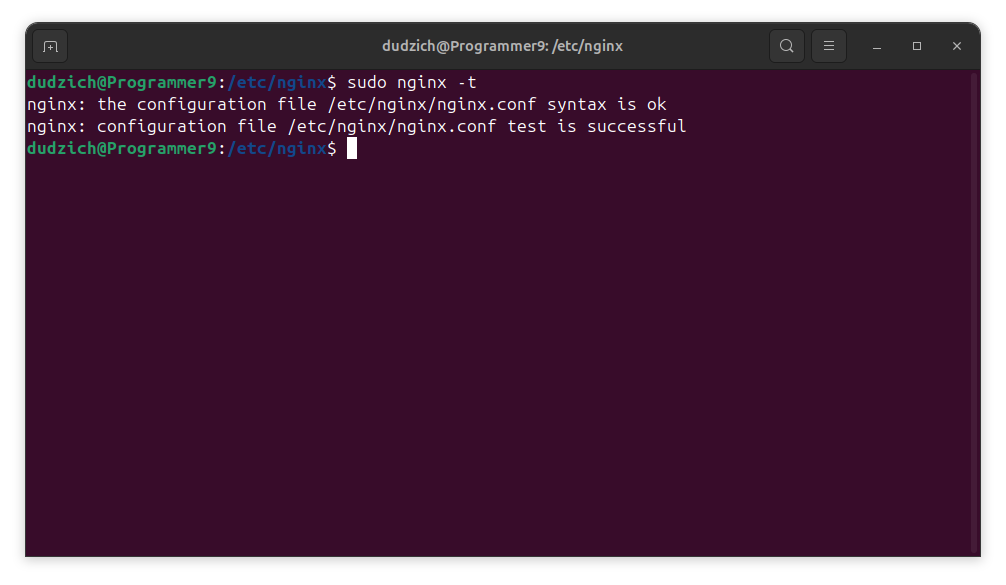 dudzich@Programmer9: /etc/nginx
dudzich@Programmer9:/etc/nginx$ sudo nginx -t
nginx: the configuration file /etc/nginx/nginx.conf syntax is ok
nginx: configuration file /etc/nginx/nginx.conf test is successful
dudzich@Programmer9:/etc/nginx$